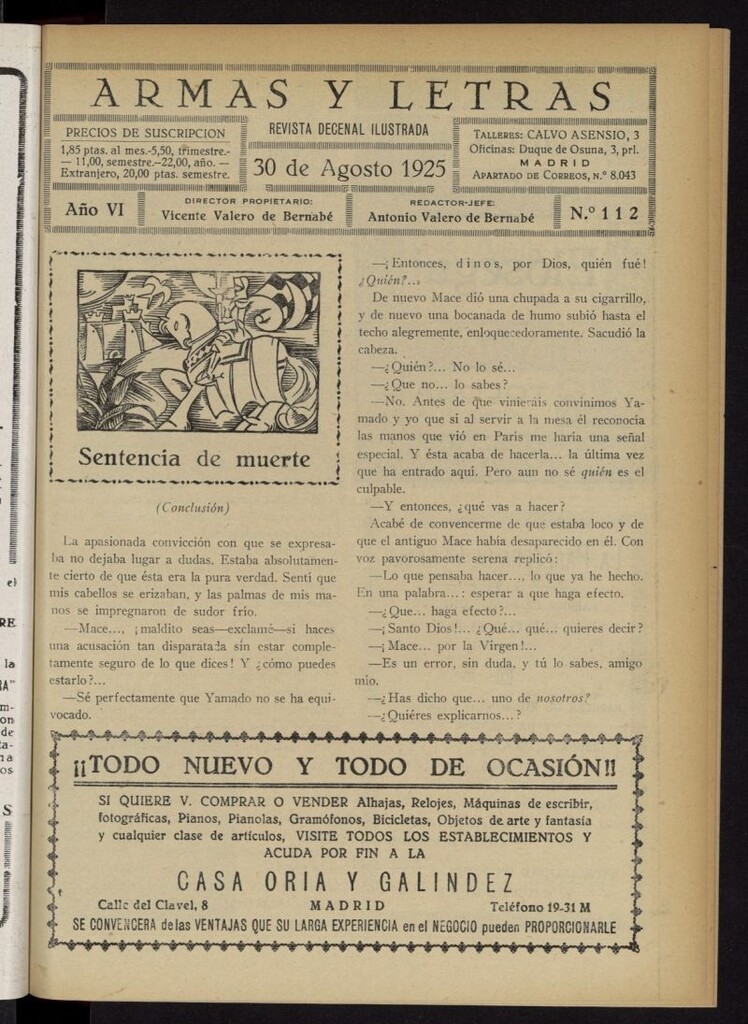 ARMAS Y LETRAS
PRECIOS DE SUSCRIPCION
1,85 ptas. al mes.-5,50, trimestre.-
— 11,00, semestre.-22,00, año. —
Extranjero, 20,00 ptas. semestre.
REVISTA DECENAL ILUSTRADA
30 de Agosto 1925
TALLERES: CALVO ASENSIO, 3
Oficinas: Duque de Osuna, 3, prl.
MADRID
APARTADO DE CORREOS, N.º 8.043
Año VI
DIRECTOR PROPIETARIO:
Vicente Valero de Bernabé
REDACTOR-JEFE:
Antonio Valero de Bernabé
N.º 112
Sentencia de muerte
(Conclusión)
La apasionada convicción con que se expresa-
ba no dejaba lugar a dudas. Estaba absolutamen-
te cierto de que ésta era la pura verdad. Sentí que
mis cabellos se erizaban, y las palmas de mis ma-
nos se impregnaron de sudor frío.
—Mace..., ¡maldito seas—exclamé—si haces
una acusación tan disparatada sin estar comple-
tamente seguro de lo que dices! Y ¿cómo puedes
estarlo?...
—Sé perfectamente que Yamado no se ha equi-
vocado.
—¡Entonces, dinos, por Dios, quién fué!
¿Quién?...
De nuevo Mace dió una chupada a su cigarrillo,
y de nuevo una bocanada de humo subió hasta el
techo alegremente, enloquecedoramente. Sacudió la
cabeza.
—¿Quién?... No lo sé...
—¿Que no... lo sabes?
—No. Antes de que vinieráis convinimos Ya-
mado y yo que si al servir a la mesa él reconocía
las manos que vió en París me haría una señal
especial. Y ésta acaba de hacerla... la última vez
que ha entrado aquí. Pero aun no sé quién es el
culpable.
—Y entonces, ¿qué vas a hacer?
Acabé de convencerme de que estaba loco y de
que el antiguo Mace había desaparecido en él. Con
voz pavorosamente serena replicó:
—Lo que pensaba hacer..., lo que ya he hecho.
En una palabra... : esperar a que haga efecto.
—¿Que... haga efecto?...
—¡Santo Dios!... ¿Qué... qué... quieres decir?
—¡Mace... por la Virgen!...
—Es un error, sin duda, y tú lo sabes, amigo
mío.
—¿Has dicho que... uno de nosotros?
—¿Quiéres explicarnos...?
¡¡TODO NUEVO Y TODO DE OCASIÓN!!
SI QUIERE V. COMPRAR O VENDER Alhajas, Relojes, Máquinas de escribir,
fotográficas, Pianos, Pianolas, Gramófonos, Bicicletas, Objetos de arte y fantasía
y cualquier clase de artículos, VISITE TODOS LOS ESTABLECIMIENTOS Y
ACUDA POR FIN A LA
CASA ORIA Y GALINDEZ
Calle del Clavel, 8 MADRID Teléfono 19-31 M
SE CONVENCERA de las VENTAJAS QUE SU LARGA EXPERIENCIA en el NEGOCIO pueden PROPORCIONARLE